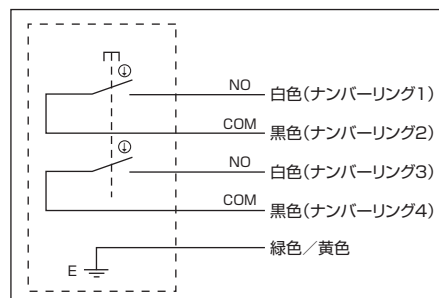 NO 白色(ナンバーリング1)
COM 黒色(ナンバーリング2)
NO 白色(ナンバーリング3)
COM 黒色(ナンバーリング4)
緑色／黄色
E